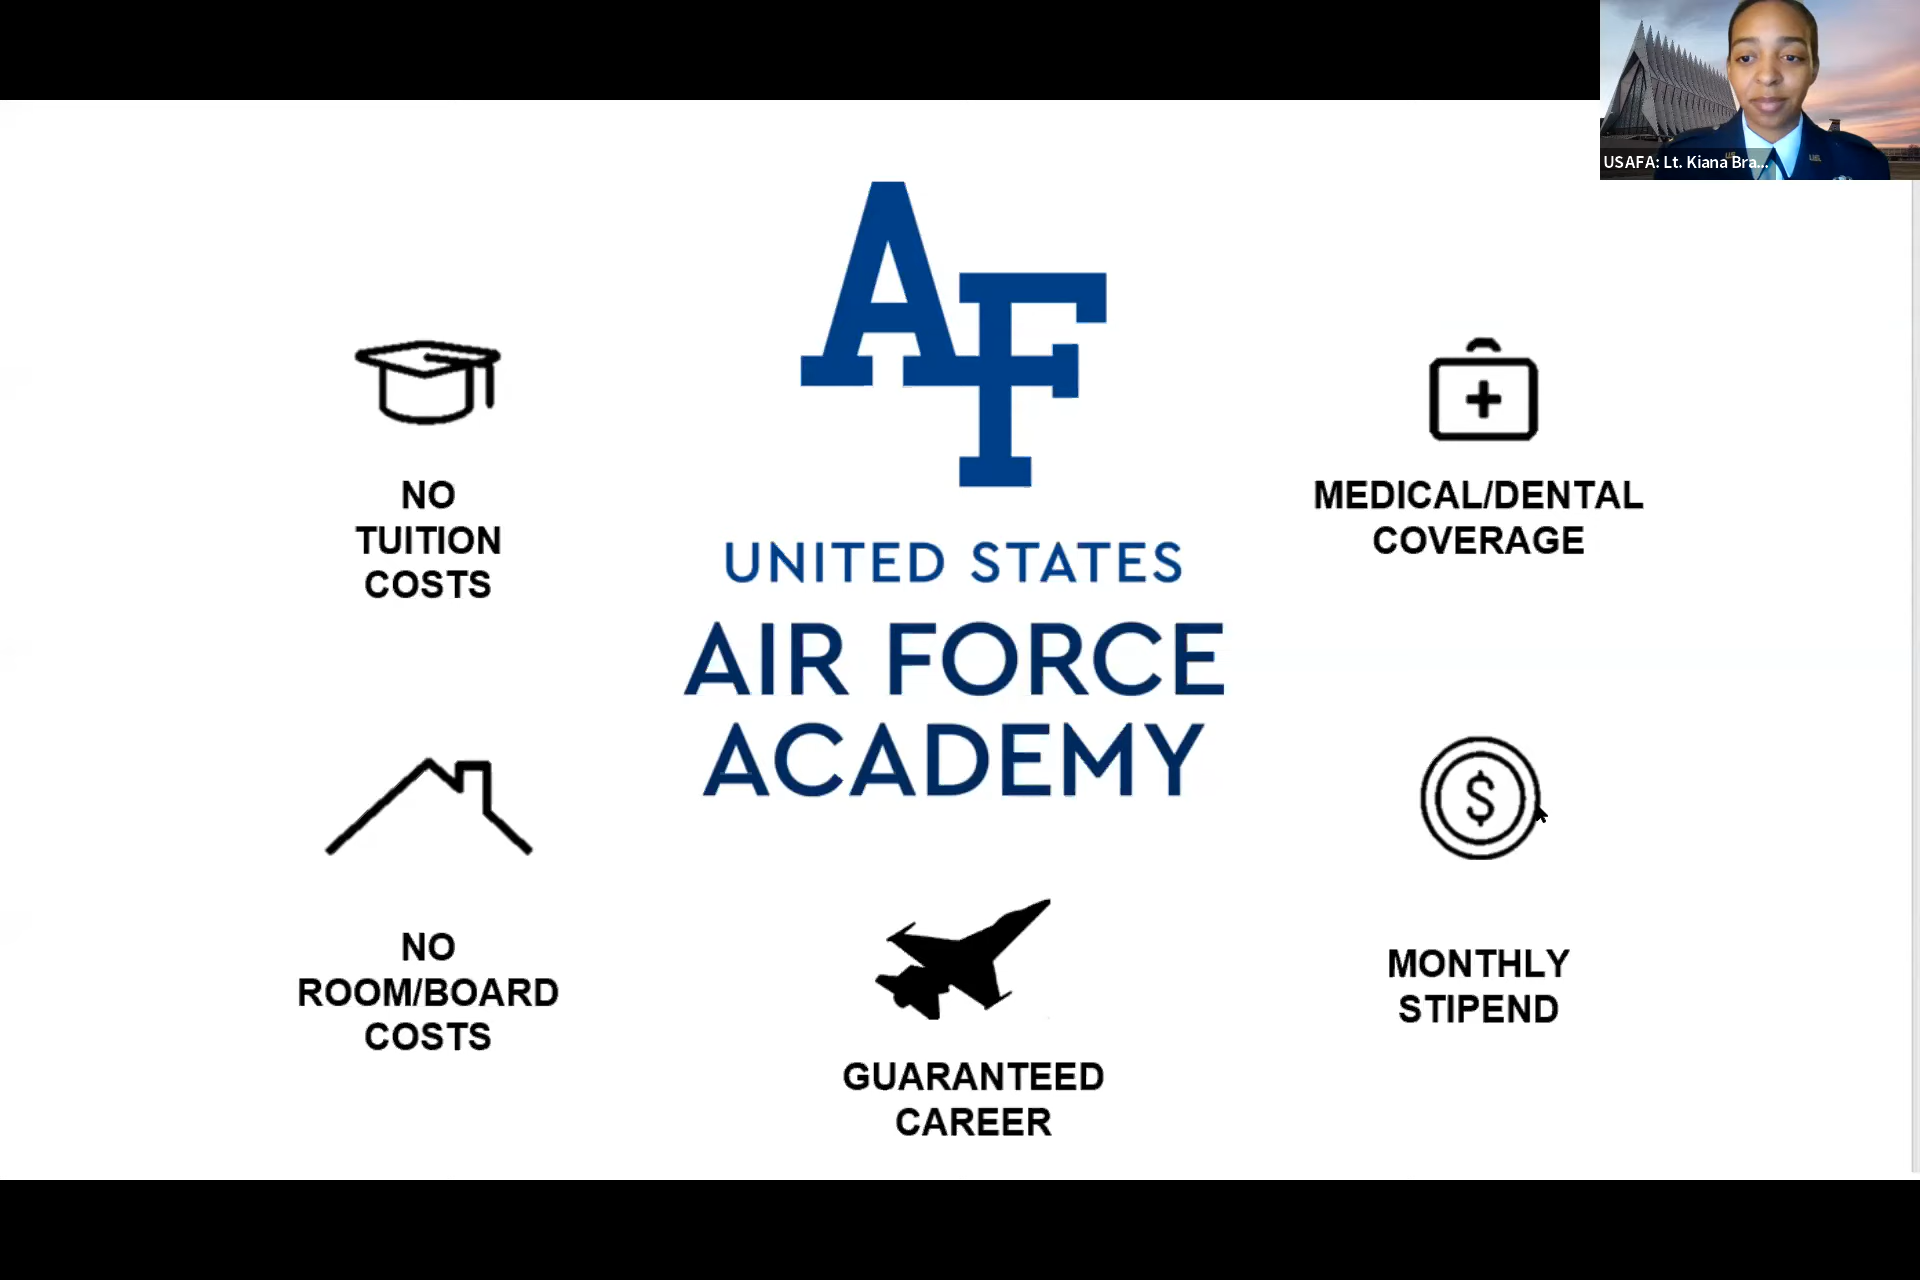 USAFA: Lt. Kiana Bra...
AF
UNITED STATES
AIR FORCE
ACADEMY
NO
TUITION
COSTS
MEDICAL/DENTAL
COVERAGE
NO
ROOM/BOARD
COSTS
$
MONTHLY
STIPEND
GUARANTEED
CAREER